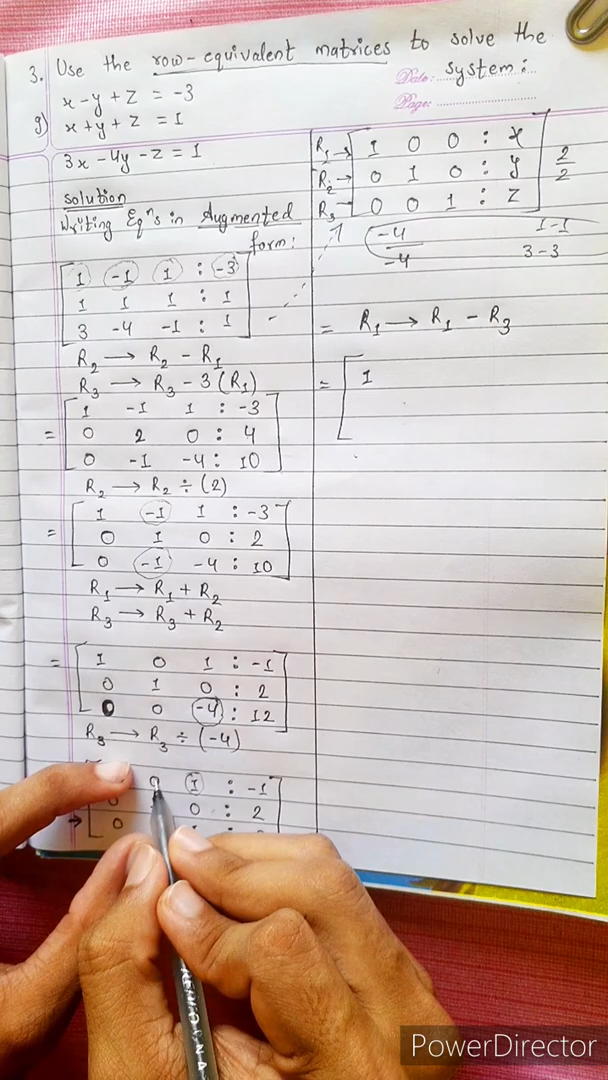 3. Use the row-equivalent matrices to solve the
system:
Date:
Page:
g) x - y + z = -3
x + y + z = 1
3x - 4y - z = 1
solution
Writing Eqⁿs in Augmented
form:
1 -1 1 : -3
1 1 1 : 1
3 -4 -1 : 1
R₂ → R₂ - R₁
R₃ → R₃ - 3(R₁)
= 1 -1 1 : -3
0 2 0 : 4
0 -1 -4 : 10
R₂ → R₂ ÷ (2)
= 1 -1 1 : -3
0 1 0 : 2
0 -1 -4 : 10
R₁ → R₁ + R₂
R₃ → R₃ + R₂
= 1 0 1 : -1
0 1 0 : 2
0 0 -4 : 12
R₃ → R₃ ÷ (-4)
0 1 : -1
0 0 : 2
→ 0
R₁ → 1 0 0 : x
R₂ → 0 1 0 : y
R₃ → 0 0 1 : z
2/2
-4/-4
1-1
3-3
= R₁ → R₁ - R₃
= [ 1
PowerDirector